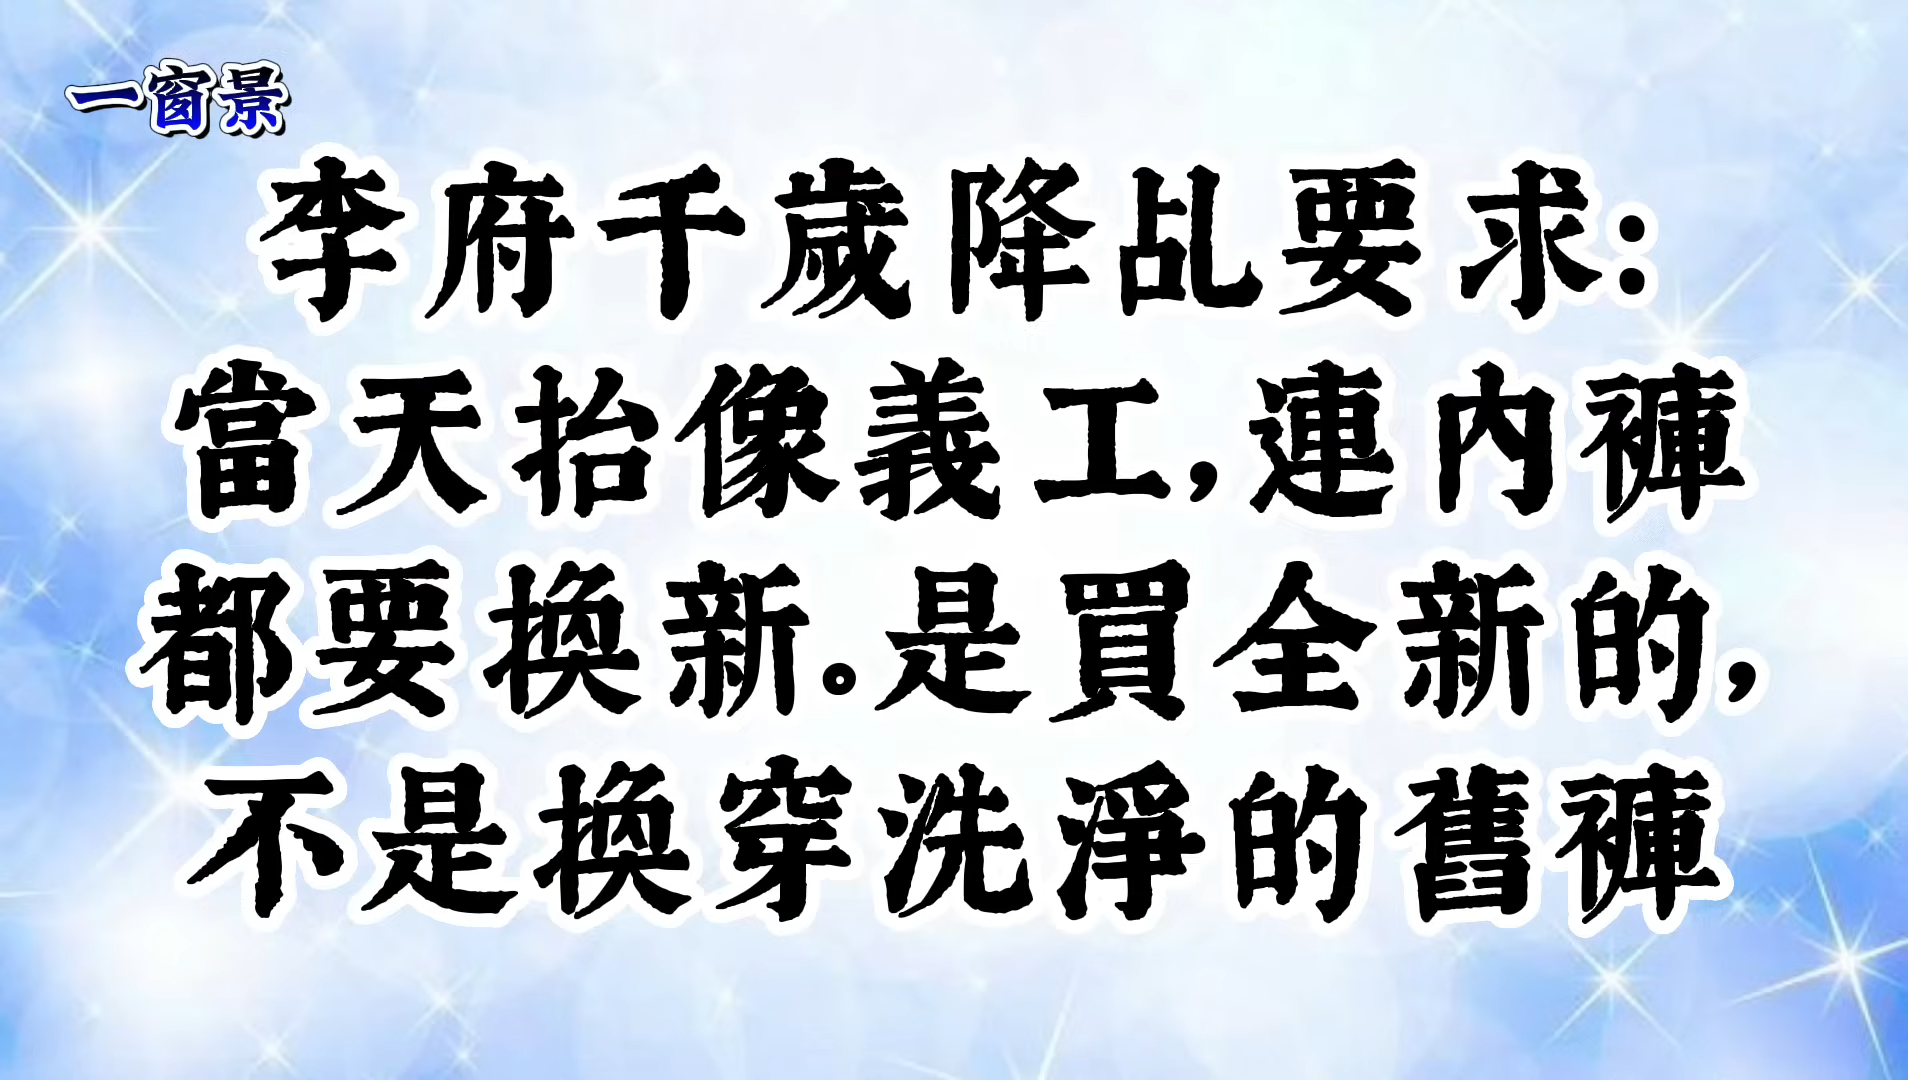 一窗景
李府千歲降乩要求:
當天抬像義工,連內褲
都要換新。是買全新的,
不是換穿洗淨的舊褲